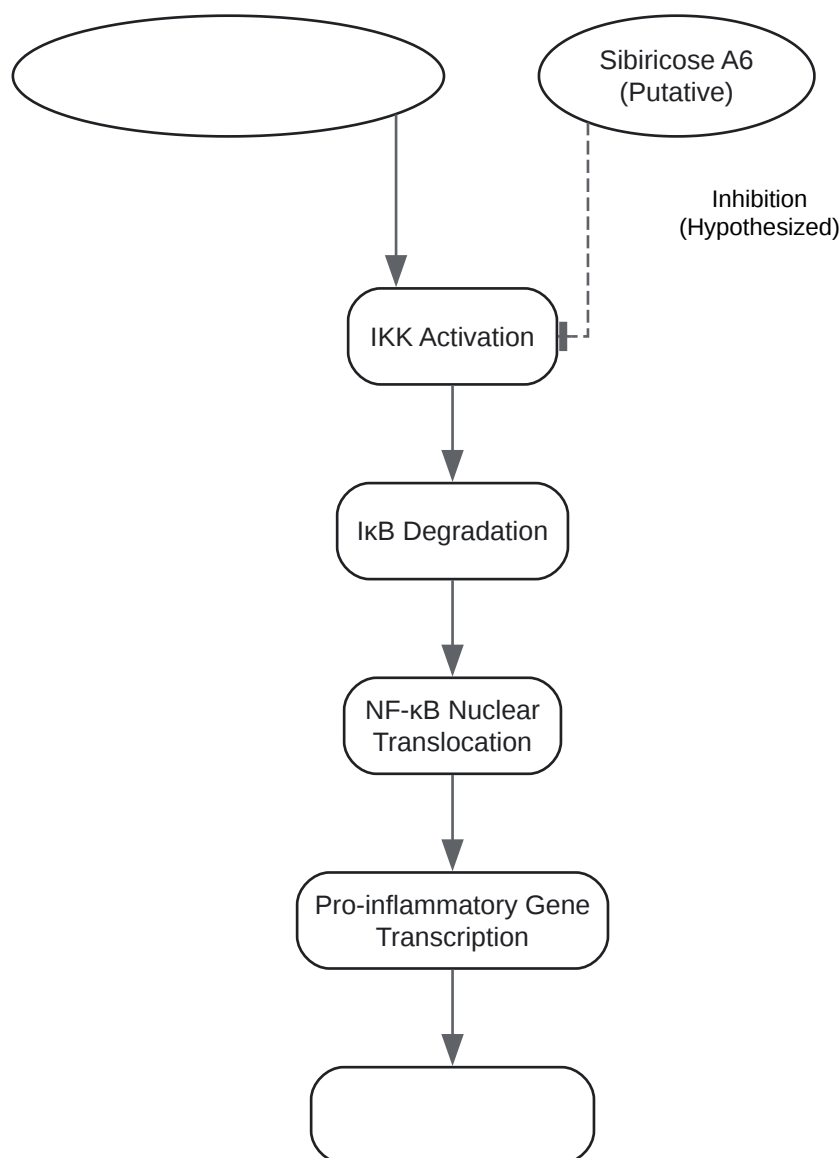 Sibiricose A6
(Putative)
Inhibition
(Hypothesized)
IKK Activation
IκB Degradation
NF-κB Nuclear
Translocation
Pro-inflammatory Gene
Transcription